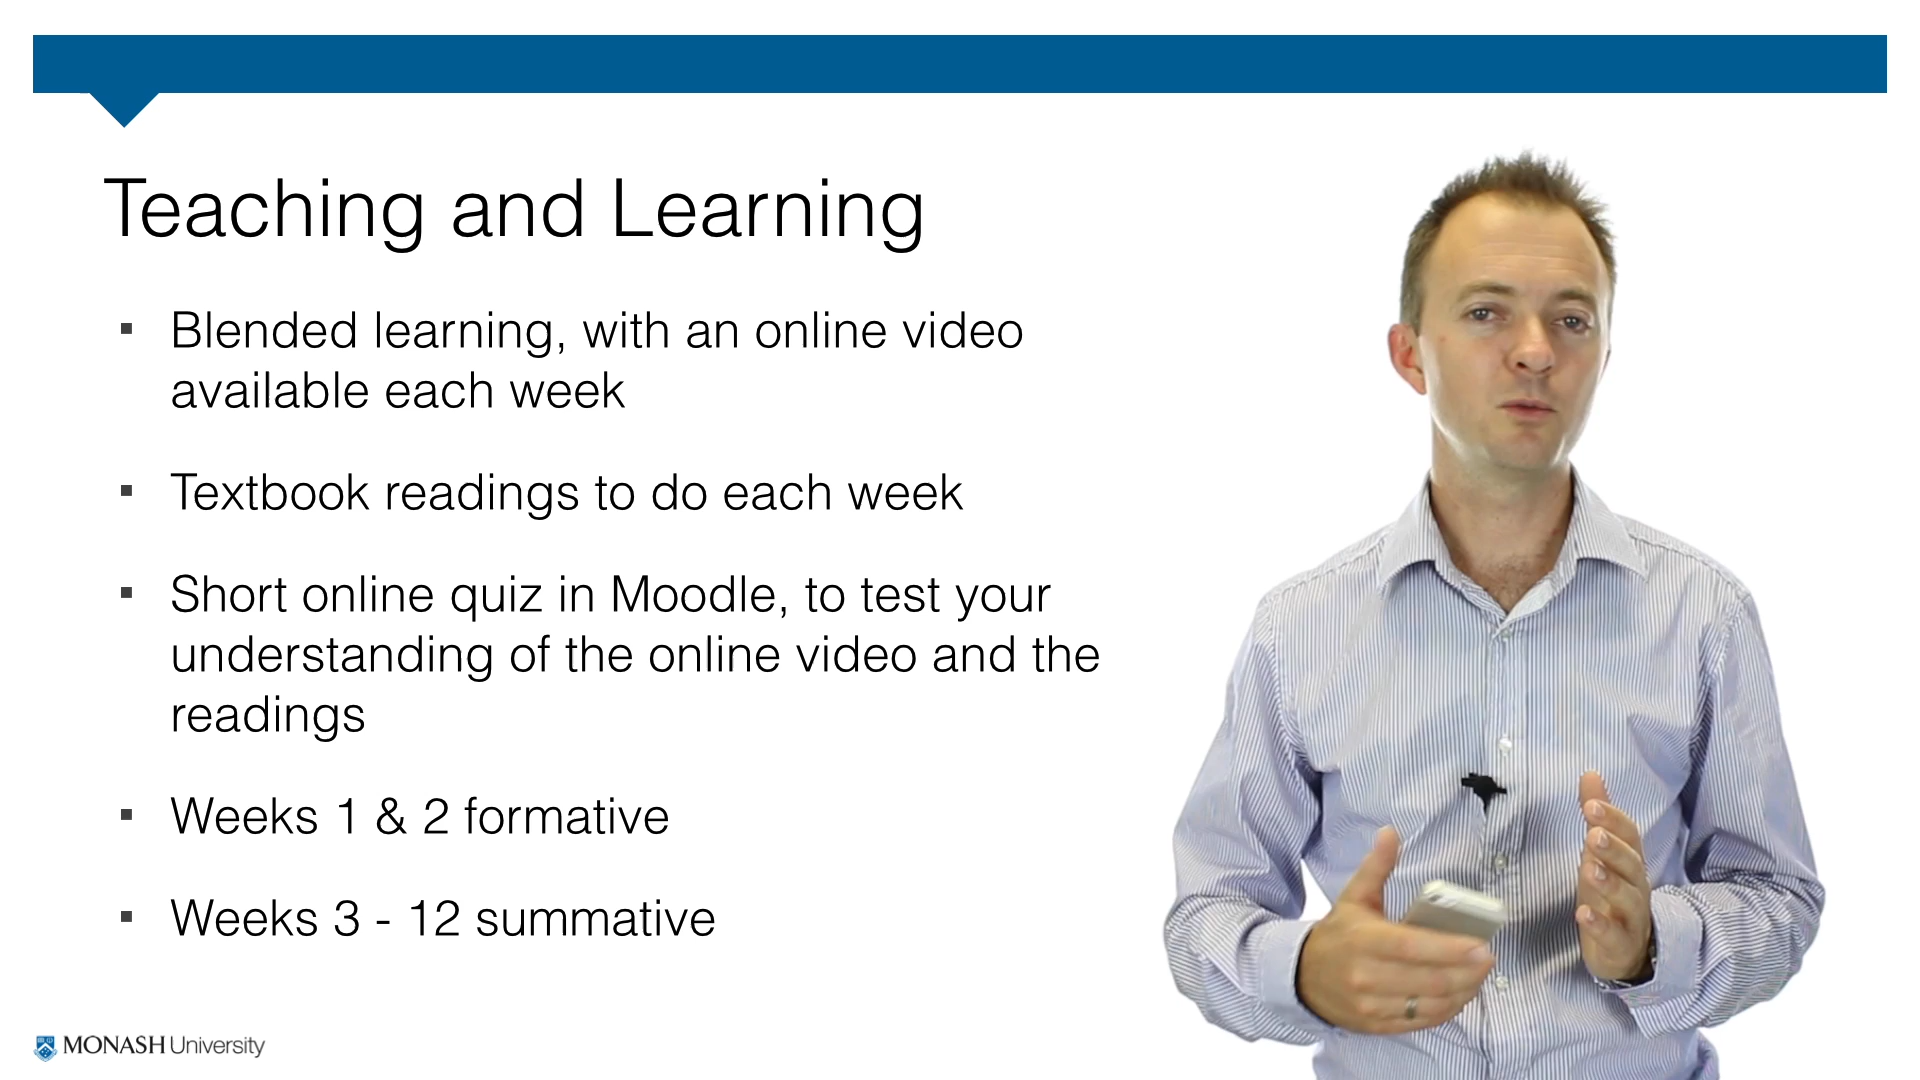 Teaching and Learning
▪ Blended learning, with an online video
available each week
▪ Textbook readings to do each week
▪ Short online quiz in Moodle, to test your
understanding of the online video and the
readings
▪ Weeks 1 & 2 formative
▪ Weeks 3 - 12 summative
MONASH University